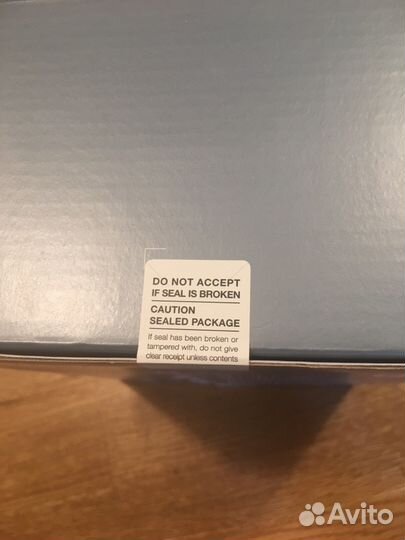 DO NOT ACCEPT
IF SEAL IS BROKEN
CAUTION
SEALED PACKAGE
If seal has been broken or
tampered with, do not give
clear receipt unless contents
Avito